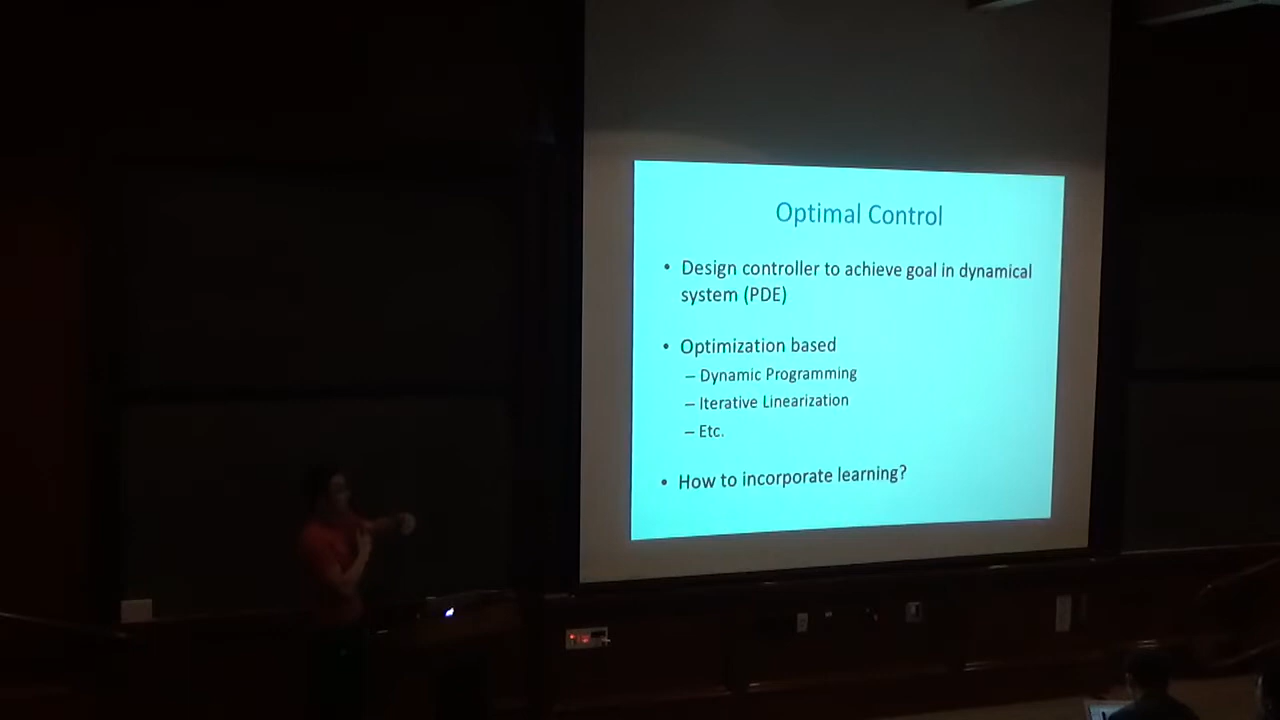 Optimal Control
• Design controller to achieve goal in dynamical
system (PDE)
• Optimization based
– Dynamic Programming
– Iterative Linearization
– Etc.
• How to incorporate learning?